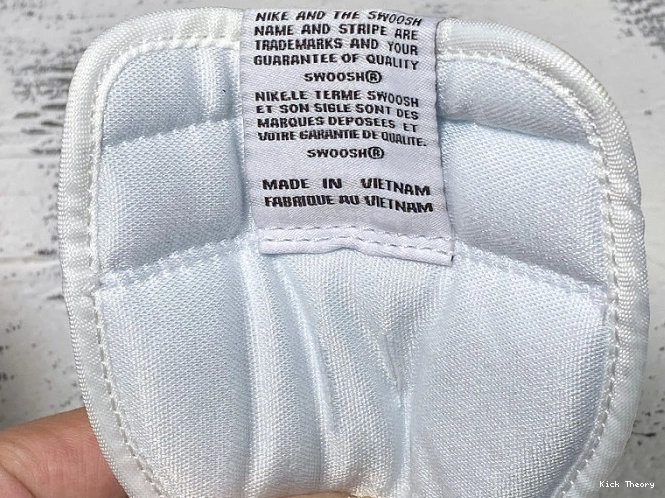 NIKE AND THE SWOOSH
NAME AND STRIPE ARE
TRADEMARKS AND YOUR
GUARANTEE OF QUALITY
SWOOSH®
NIKE.LE TERME SWOOSH
ET SON SIGLE SONT DES
MARQUES DEPOSEES ET
VOTRE GARANTIE DE QUALITE.
SWOOSH®
MADE IN VIETNAM
FABRIQUE AU VIETNAM
Kick Theory